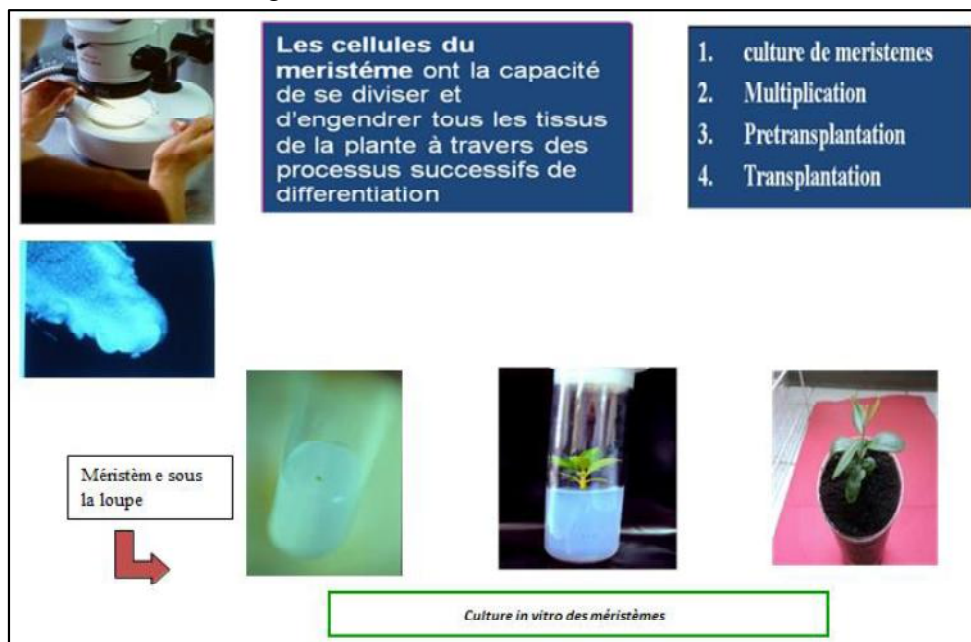 Les cellules du
meristéme ont la capacité
de se diviser et
d'engendrer tous les tissus
de la plante à travers des
processus successifs de
differentiation
1. culture de meristemes
2. Multiplication
3. Pretransplantation
4. Transplantation
Méristèm e sous
la loupe
Culture in vitro des méristèmes